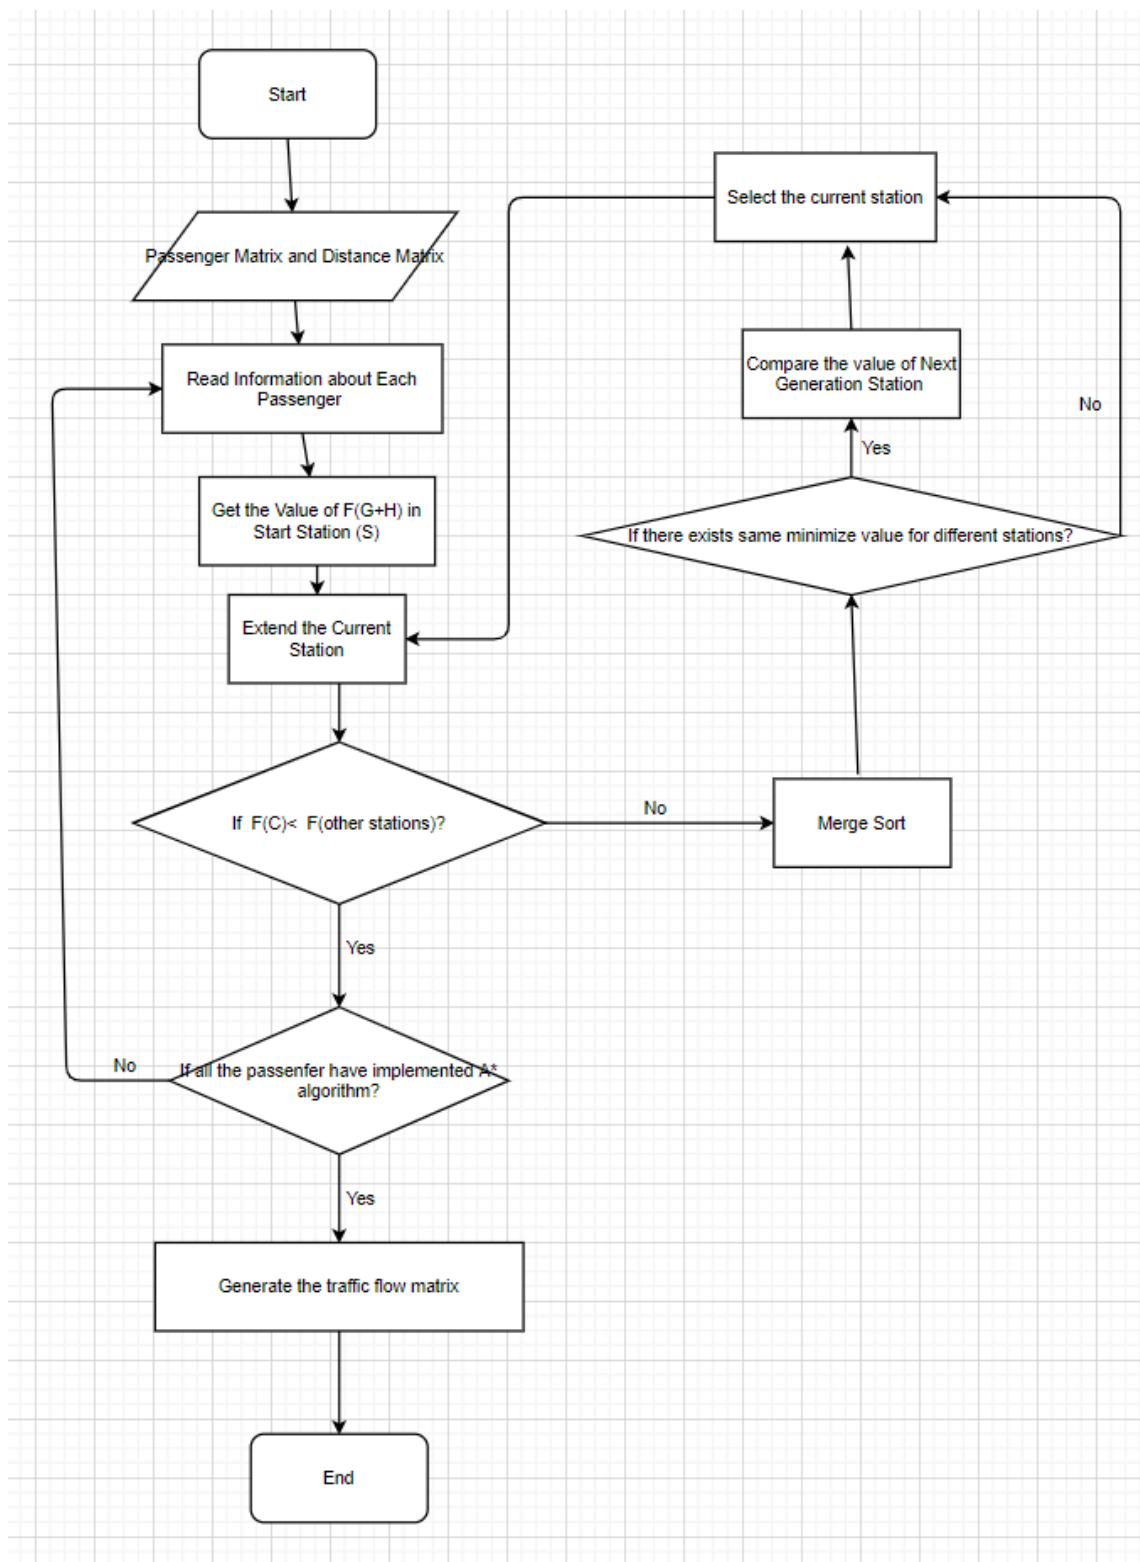 Start
Passenger Matrix and Distance Matrix
Read Information about Each
Passenger
Get the Value of F(G+H) in
Start Station (S)
Extend the Current
Station
If  F(C)<  F(other stations)?
No
Merge Sort
Yes
If all the passenfer have implemented A*
algorithm?
No
Yes
Generate the traffic flow matrix
End
Select the current station
Compare the value of Next
Generation Station
No
Yes
If there exists same minimize value for different stations?